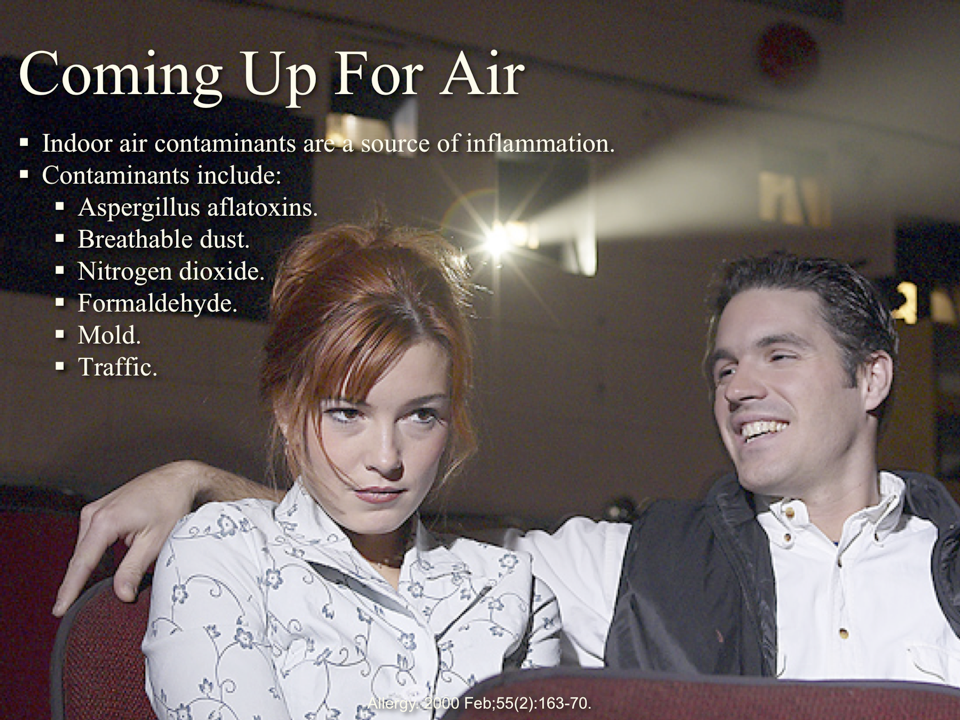 Coming Up For Air
▪ Indoor air contaminants are a source of inflammation.
▪ Contaminants include:
▪ Aspergillus aflatoxins.
▪ Breathable dust.
▪ Nitrogen dioxide.
▪ Formaldehyde.
▪ Mold.
▪ Traffic.
Allergy. 2000 Feb;55(2):163-70.